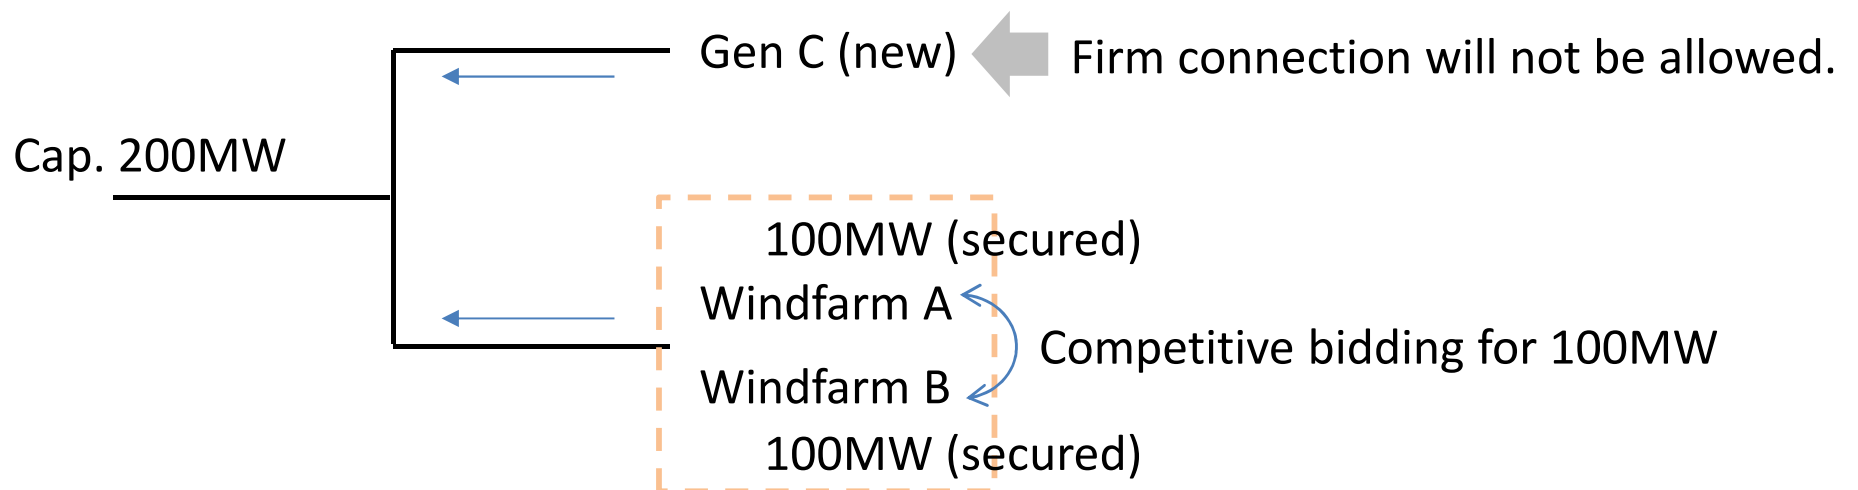 Gen C (new)
Firm connection will not be allowed.
Cap. 200MW
100MW (secured)
Windfarm A
Competitive bidding for 100MW
Windfarm B
100MW (secured)